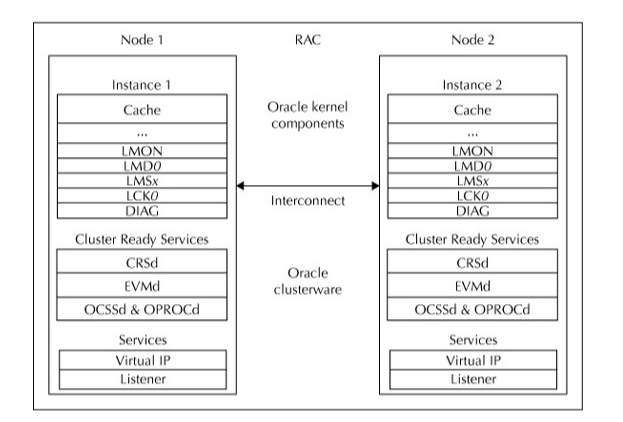 Node 1
RAC
Node 2
Instance 1
Cache
...
LMON
LMD0
LMSx
LCK0
DIAG
Cluster Ready Services
CRSd
EVMd
OCSSd & OPROCd
Services
Virtual IP
Listener
Oracle kernel
components
Interconnect
Oracle
clusterware
Instance 2
Cache
...
LMON
LMD0
LMSx
LCK0
DIAG
Cluster Ready Services
CRSd
EVMd
OCSSd & OPROCd
Services
Virtual IP
Listener